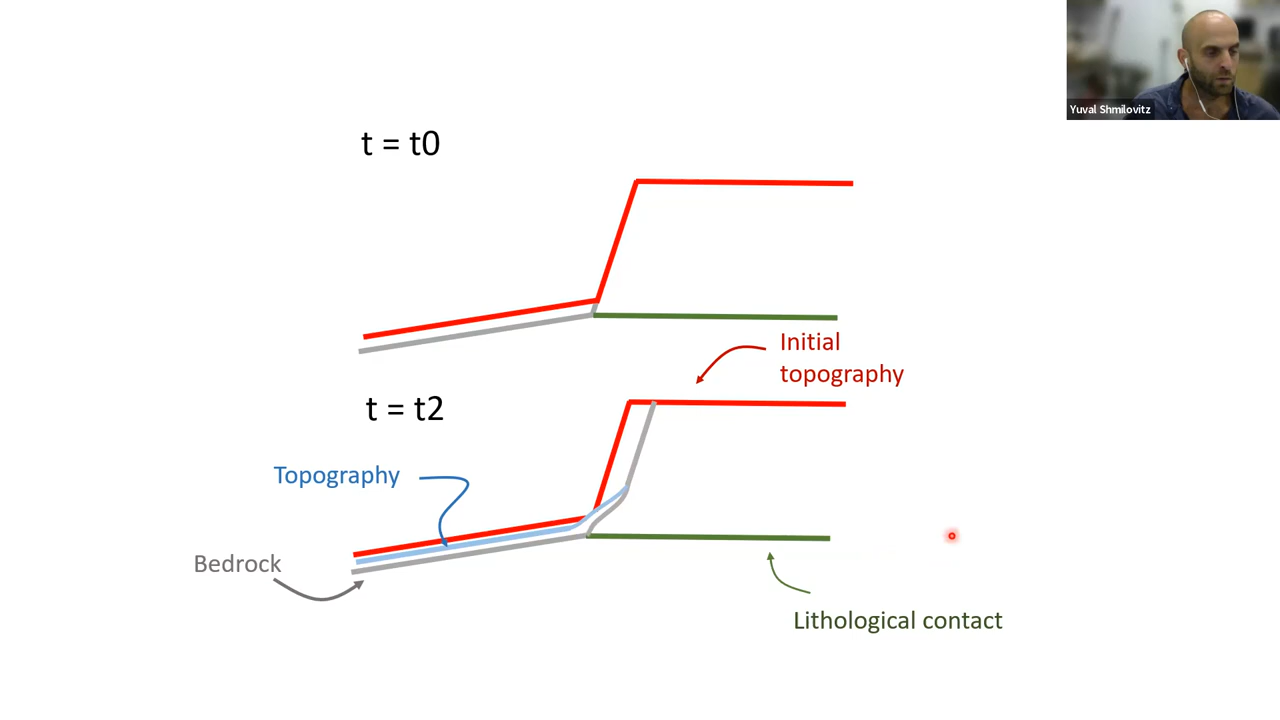 Yuval Shmilovitz
t = t0
Initial
topography
t = t2
Topography
Bedrock
Lithological contact